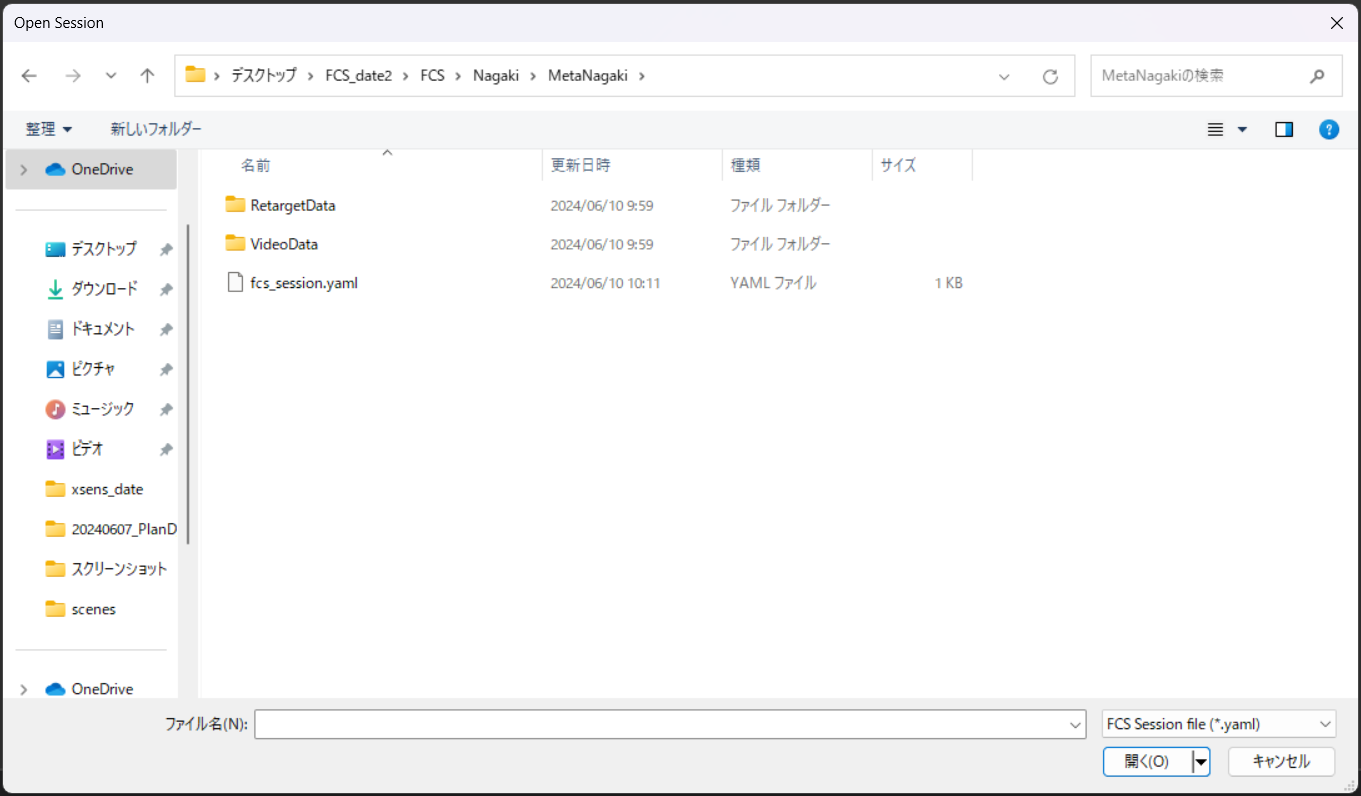 Open Session
デスクトップ › FCS_date2 › FCS › Nagaki › MetaNagaki ›
MetaNagakiの検索
整理 新しいフォルダー
名前 更新日時 種類 サイズ
OneDrive
RetargetData 2024/06/10 9:59 ファイル フォルダー
VideoData 2024/06/10 9:59 ファイル フォルダー
fcs_session.yaml 2024/06/10 10:11 YAML ファイル 1 KB
デスクトップ
ダウンロード
ドキュメント
ピクチャ
ミュージック
ビデオ
xsens_date
20240607_PlanD
スクリーンショット
scenes
OneDrive
ファイル名(N):
FCS Session file (*.yaml)
開く(O) キャンセル